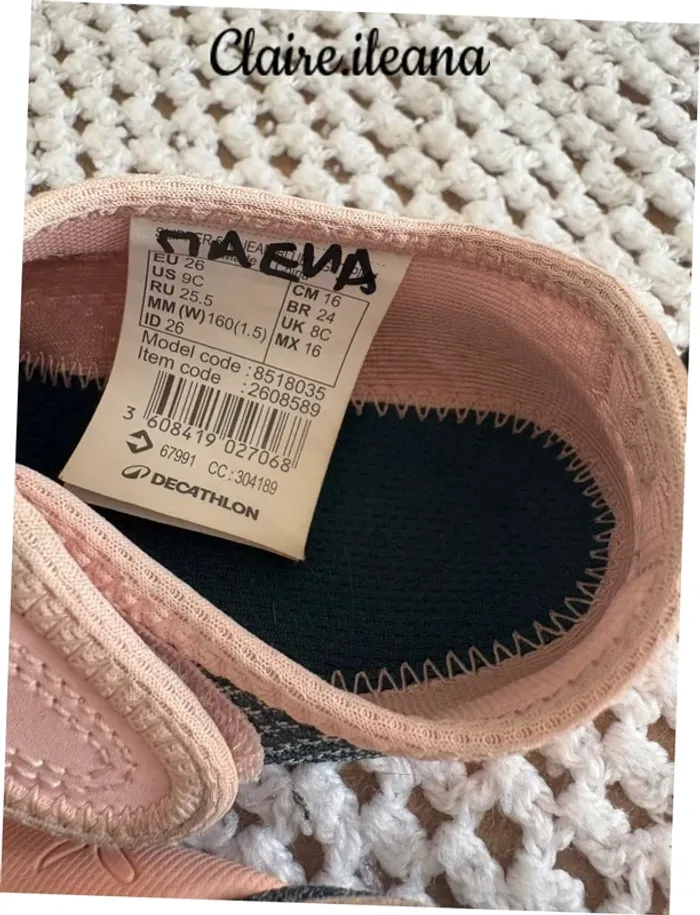 Claire.ileana
ПАСИА
EU 26
US 9C
RU 25.5
MM (W)160(1.5)
ID 26
CM 16
BR 24
UK 8C
MX 16
Model code : 8518035
Item code : 2608589
3 608419 027068
67991 CC : 304189
DECATHLON